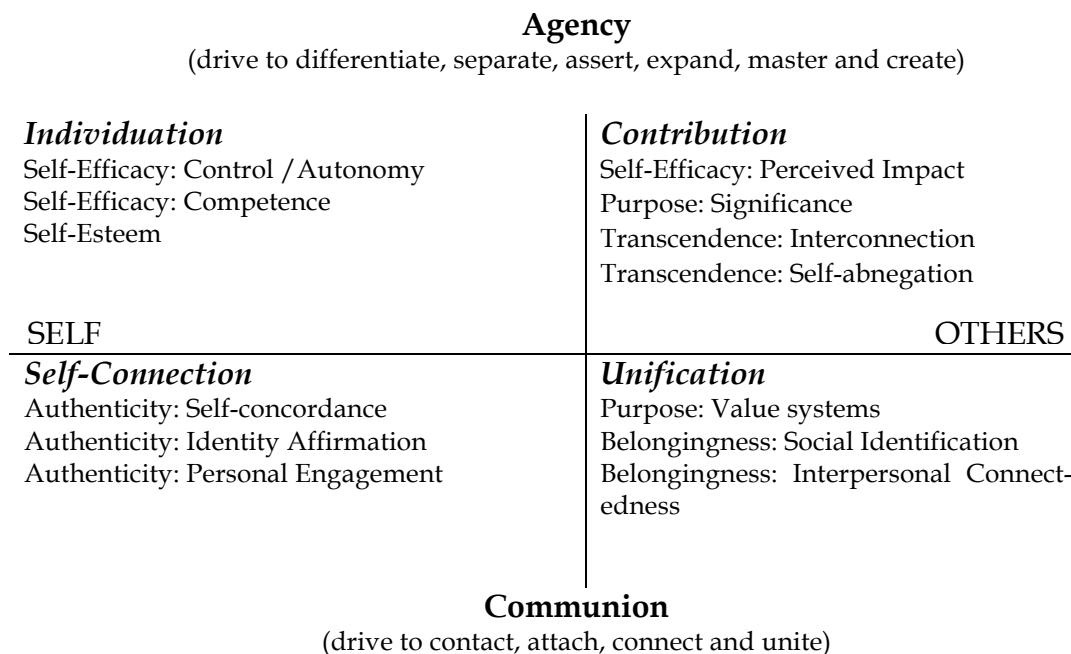 Agency
(drive to differentiate, separate, assert, expand, master and create)
Individuation
Self-Efficacy: Control /Autonomy
Self-Efficacy: Competence
Self-Esteem
Contribution
Self-Efficacy: Perceived Impact
Purpose: Significance
Transcendence: Interconnection
Transcendence: Self-abnegation
SELF
OTHERS
Self-Connection
Authenticity: Self-concordance
Authenticity: Identity Affirmation
Authenticity: Personal Engagement
Unification
Purpose: Value systems
Belongingness: Social Identification
Belongingness: Interpersonal Connect-
edness
Communion
(drive to contact, attach, connect and unite)